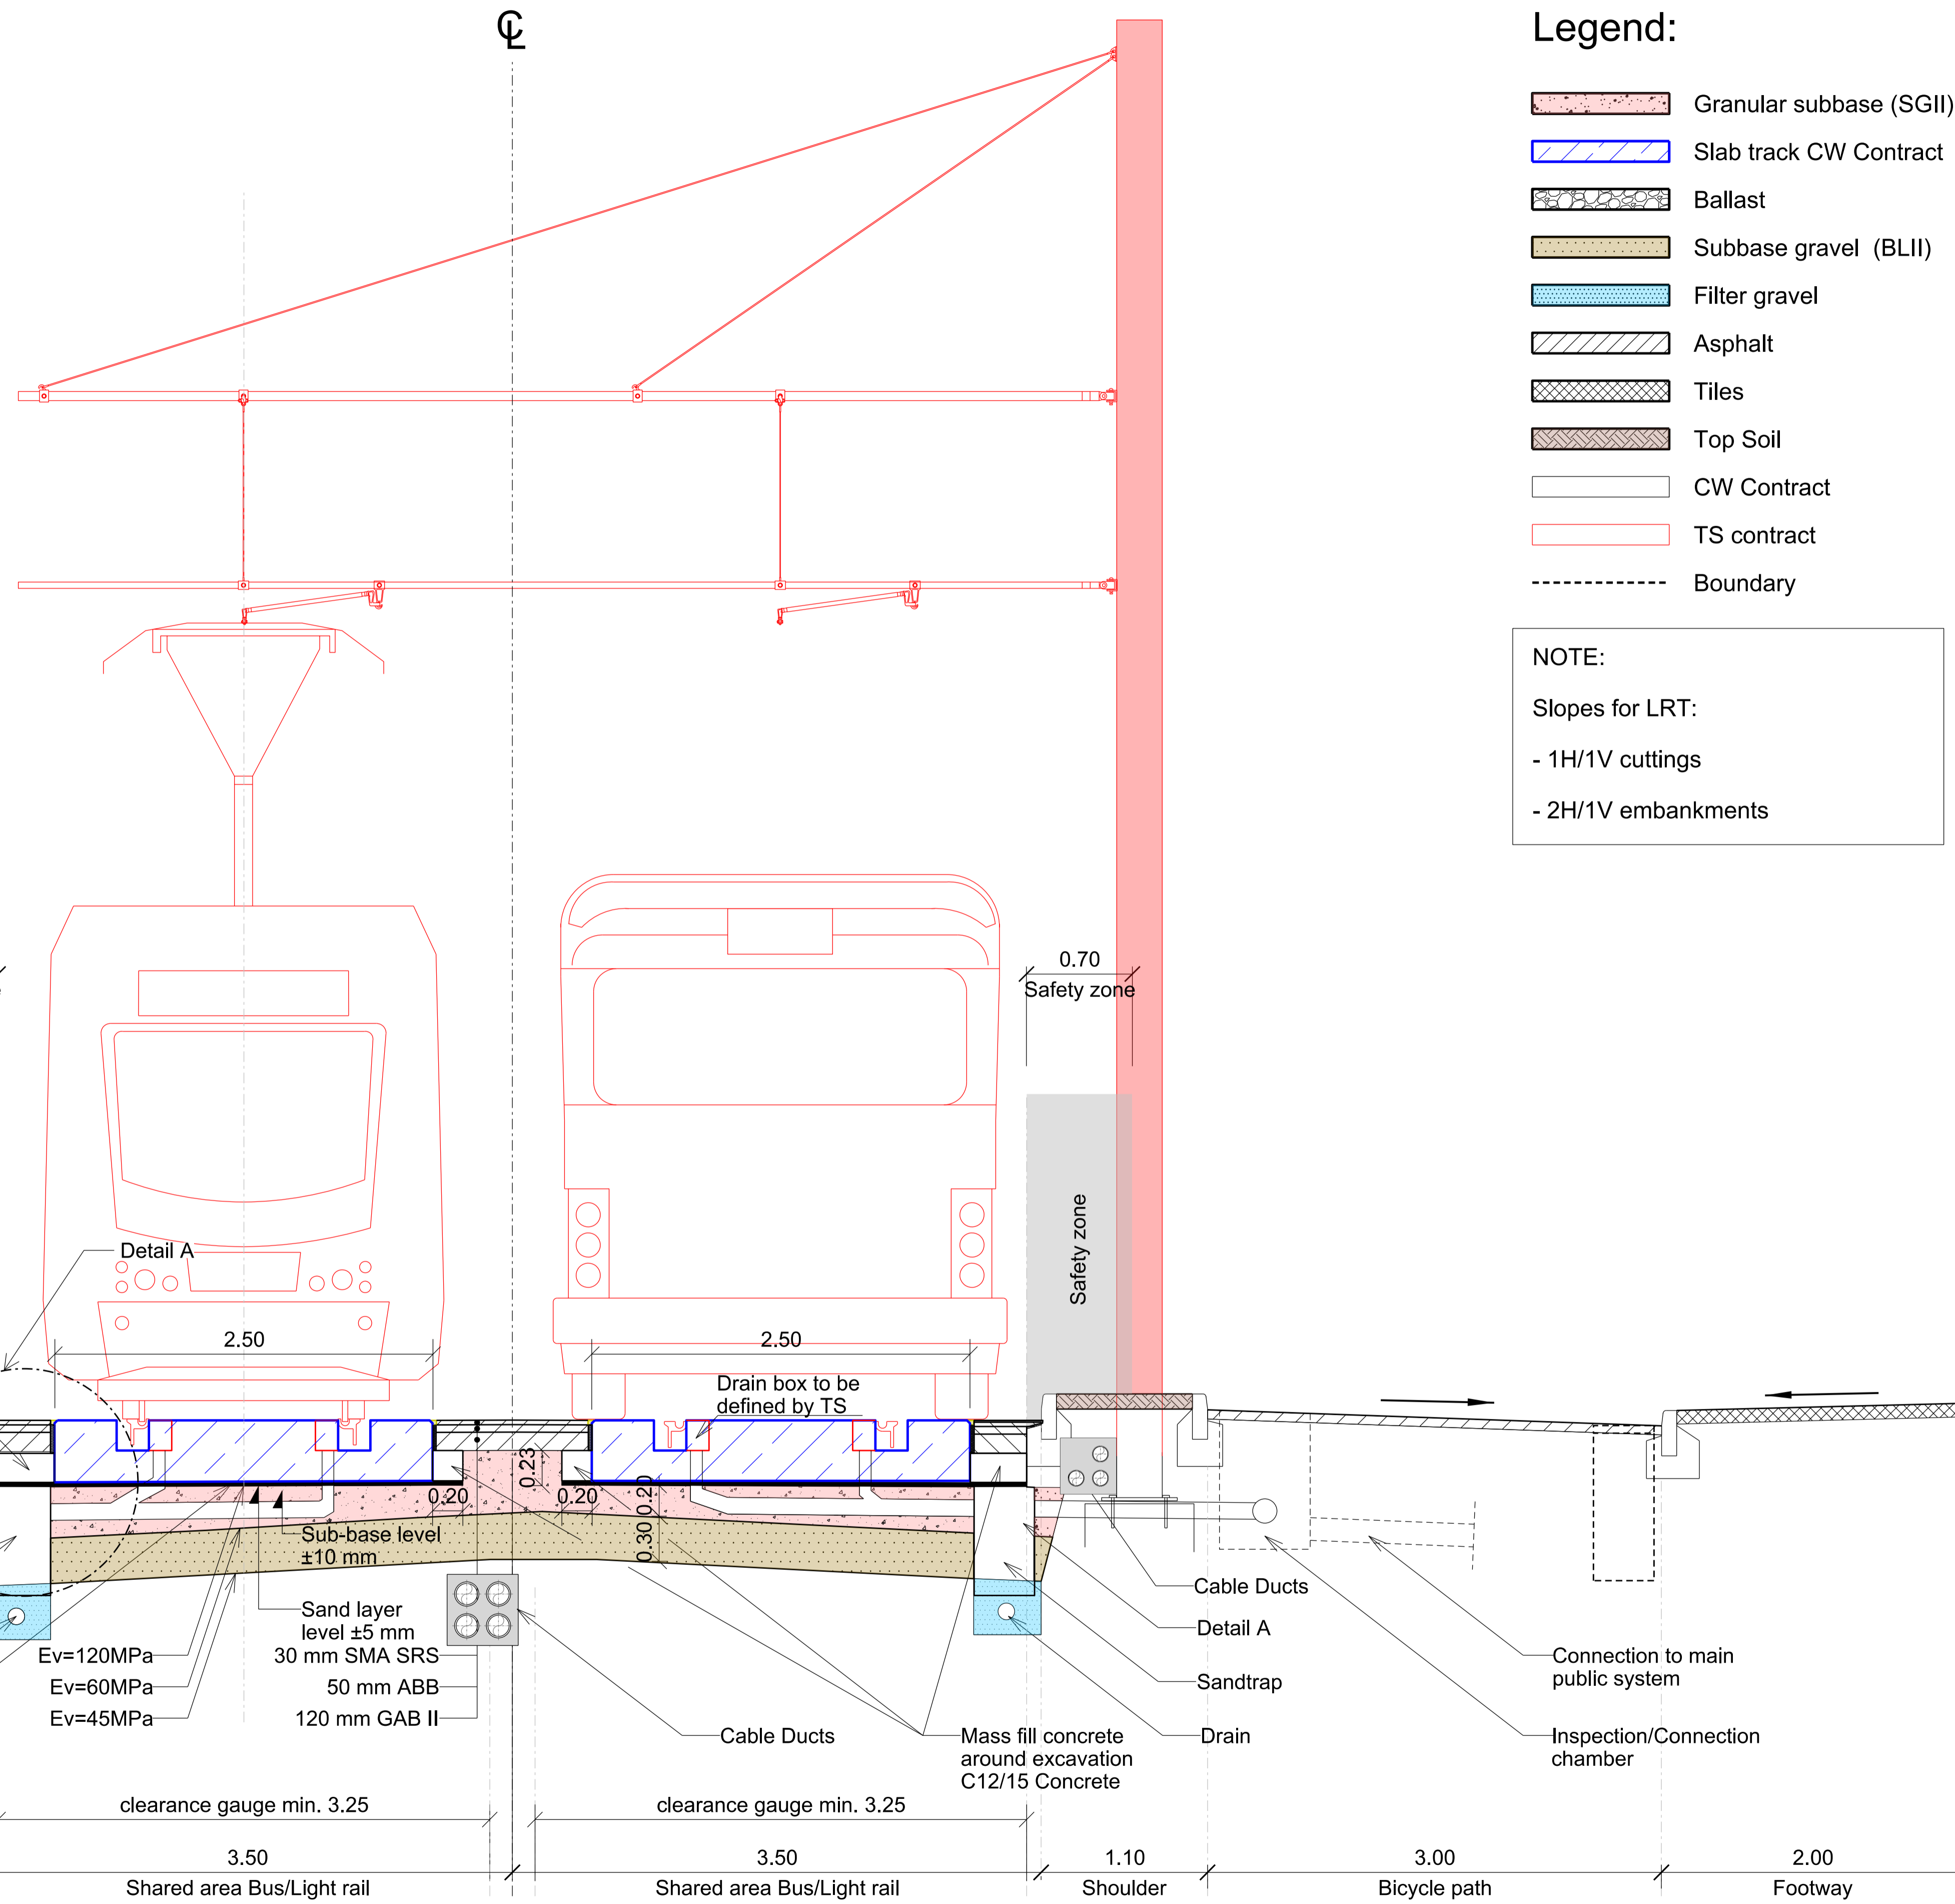 ℄
Legend:
Granular subbase (SGII)
Slab track CW Contract
Ballast
Subbase gravel (BLII)
Filter gravel
Asphalt
Tiles
Top Soil
CW Contract
TS contract
Boundary
NOTE:
Slopes for LRT:
- 1H/1V cuttings
- 2H/1V embankments
0.70
Safety zone
Safety zone
Detail A
2.50
2.50
Drain box to be
defined by TS
0.23
0.20
0.20
0.20
0.30
Sub-base level
±10 mm
Sand layer
level ±5 mm
Ev=120MPa
Ev=60MPa
Ev=45MPa
30 mm SMA SRS
50 mm ABB
120 mm GAB II
Cable Ducts
Mass fill concrete
around excavation
C12/15 Concrete
Cable Ducts
Detail A
Sandtrap
Drain
Connection to main
public system
Inspection/Connection
chamber
clearance gauge min. 3.25
clearance gauge min. 3.25
3.50
3.50
1.10
3.00
2.00
Shared area Bus/Light rail
Shared area Bus/Light rail
Shoulder
Bicycle path
Footway